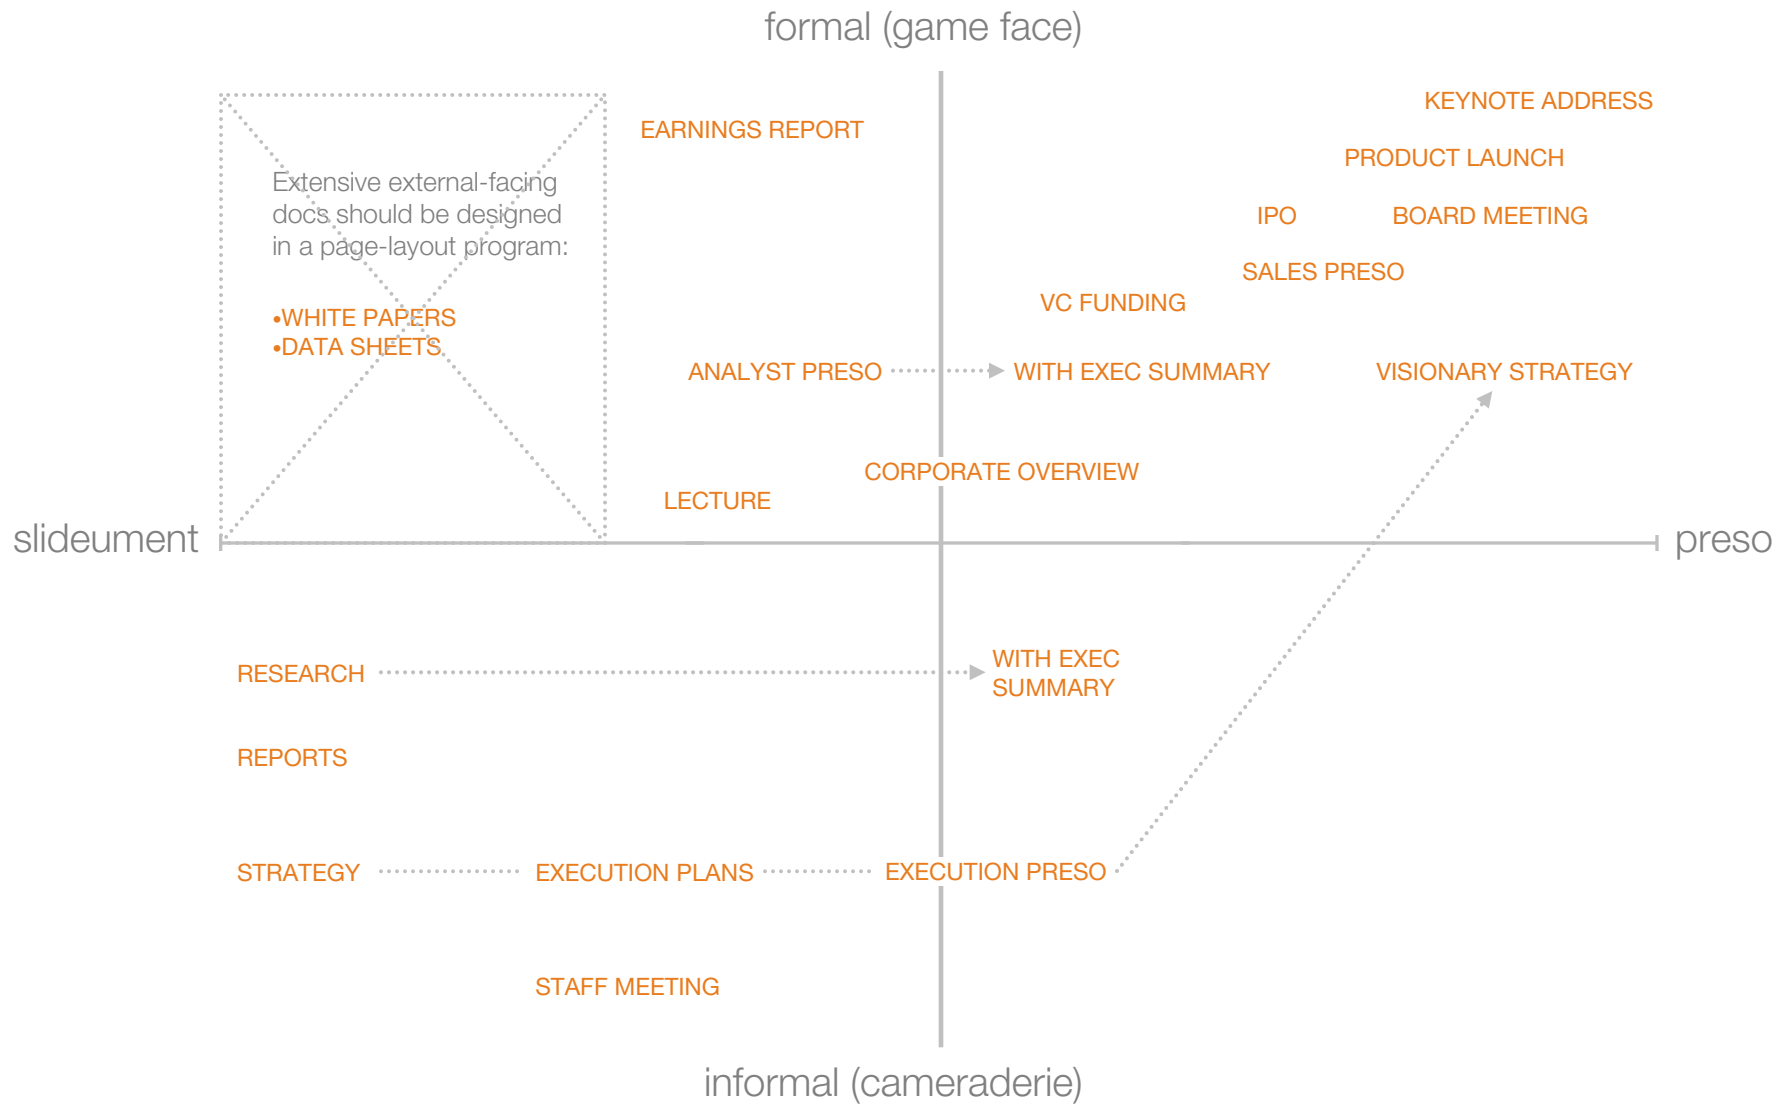 formal (game face)
KEYNOTE ADDRESS
EARNINGS REPORT
PRODUCT LAUNCH
Extensive external-facing
docs should be designed
in a page-layout program:
IPO
BOARD MEETING
SALES PRESO
VC FUNDING
•WHITE PAPERS
•DATA SHEETS
ANALYST PRESO
WITH EXEC SUMMARY
VISIONARY STRATEGY
CORPORATE OVERVIEW
LECTURE
slideument
preso
RESEARCH
WITH EXEC
SUMMARY
REPORTS
STRATEGY
EXECUTION PLANS
EXECUTION PRESO
STAFF MEETING
informal (cameraderie)